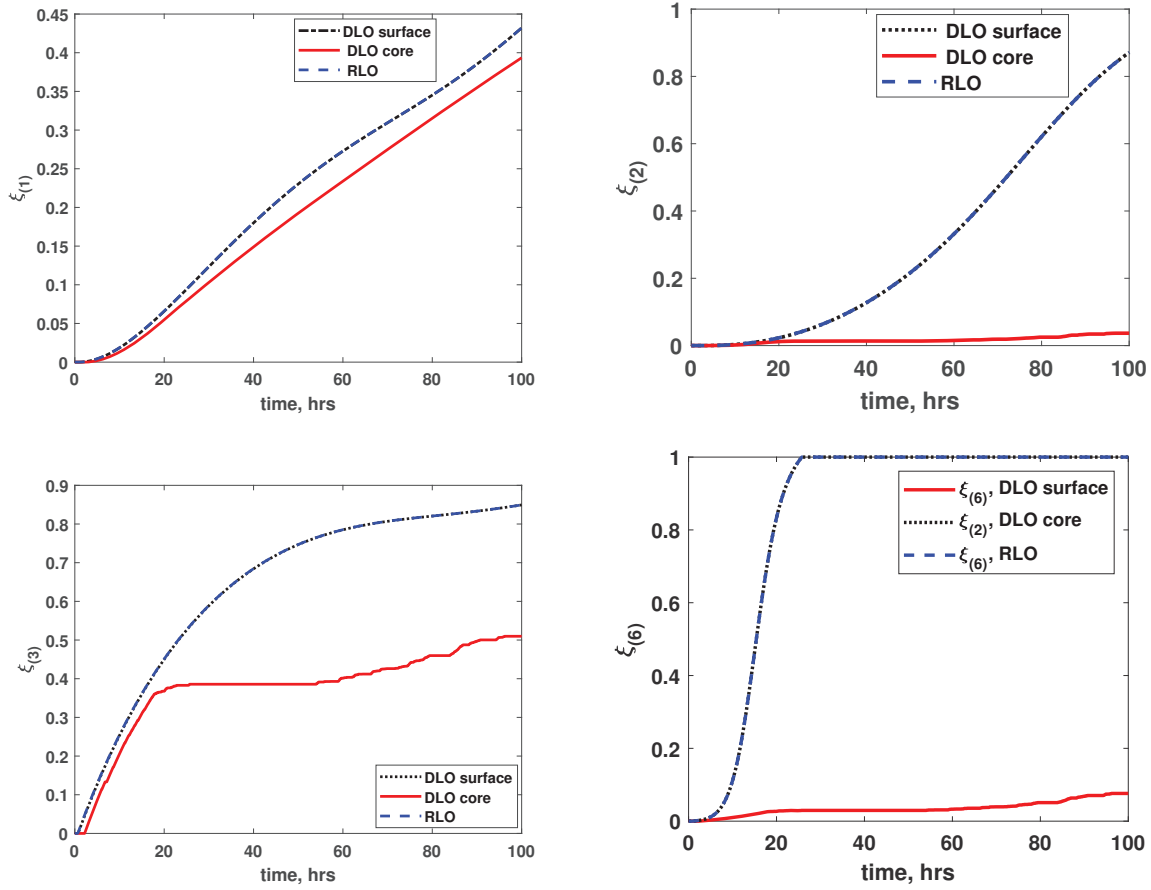 0.45
0.4
0.35
0.3
0.25
0.2
0.15
0.1
0.05
0
ξ(1)
DLO surface
DLO core
RLO
0 20 40 60 80 100
time, hrs
1
0.8
0.6
0.4
0.2
0
ξ(2)
DLO surface
DLO core
RLO
0 20 40 60 80 100
time, hrs
0.9
0.8
0.7
0.6
0.5
0.4
0.3
0.2
0.1
0
ξ(3)
DLO surface
DLO core
RLO
0 20 40 60 80 100
time, hrs
1
0.8
0.6
0.4
0.2
0
ξ(6)
ξ(6), DLO surface
ξ(2), DLO core
ξ(6), RLO
0 20 40 60 80 100
time, hrs